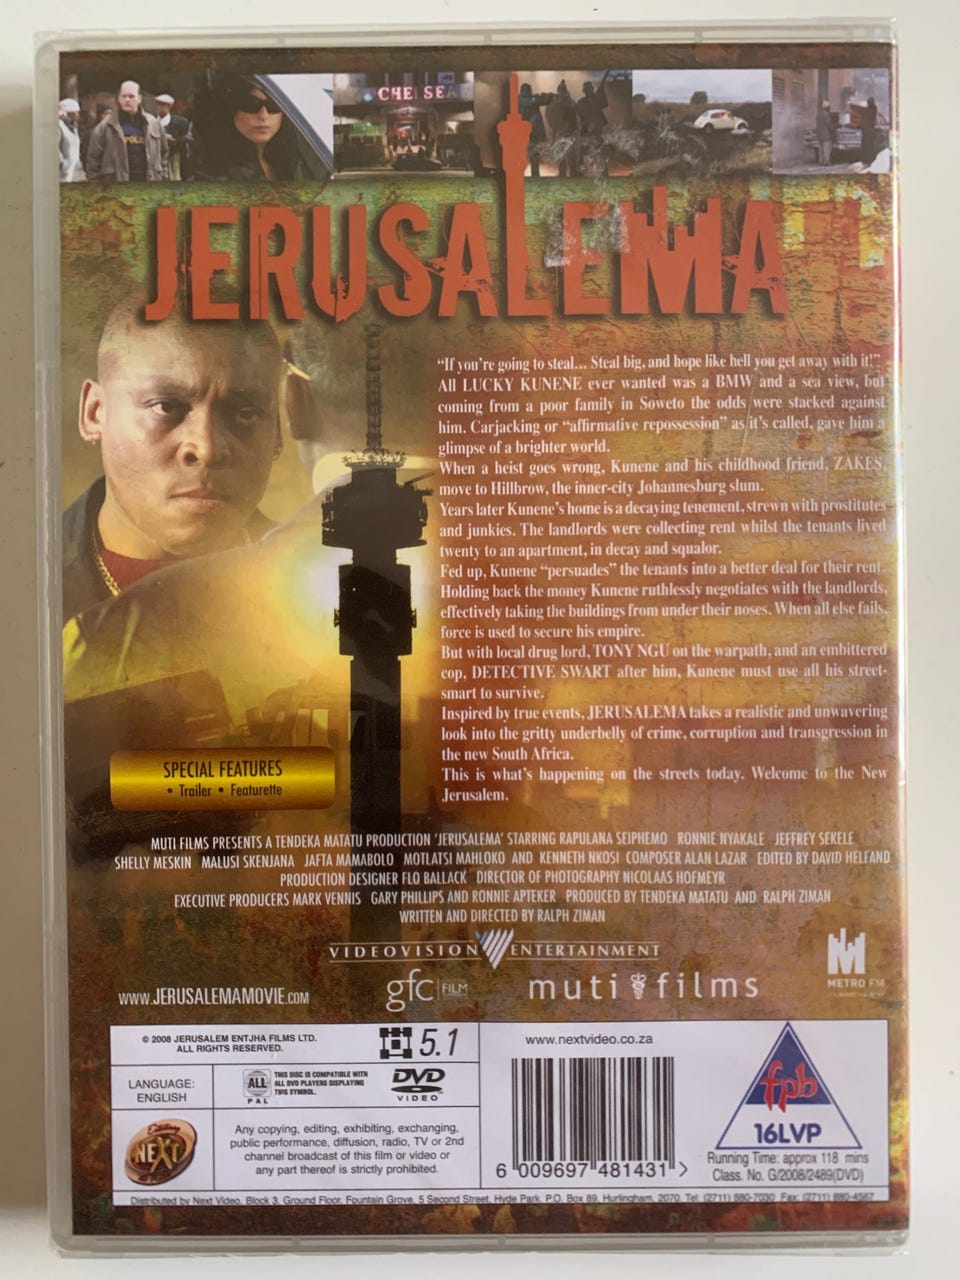 POLICE
CHELSEA
JERUSALEMA
“If you're going to steal... Steal big, and hope like hell you get away with it!”
All LUCKY KUNENE ever wanted was a BMW and a sea view, but
coming from a poor family in Soweto the odds were stacked against
him. Carjacking or “affirmative repossession” as it's called, gave him a
glimpse of a brighter world.
When a heist goes wrong, Kunene and his childhood friend, ZAKES,
move to Hillbrow, the inner-city Johannesburg slum.
Years later Kunene's home is a decaying tenement, strewn with prostitutes
and junkies. The landlords were collecting rent whilst the tenants lived
twenty to an apartment, in decay and squalor.
Fed up, Kunene “persuades” the tenants into a better deal for their rent.
Holding back the money Kunene ruthlessly negotiates with the landlords,
effectively taking the buildings from under their noses. When all else fails,
force is used to secure his empire.
But with local drug lord, TONY NGU on the warpath, and an embittered
cop, DETECTIVE SWART after him, Kunene must use all his street-
smart to survive.
Inspired by true events, JERUSALEMA takes a realistic and unwavering
look into the gritty underbelly of crime, corruption and transgression in
the new South Africa.
This is what's happening on the streets today. Welcome to the New
Jerusalem.
SPECIAL FEATURES
• Trailer • Featurette
MUTI FILMS PRESENTS A TENDEKA MATATU PRODUCTION 'JERUSALEMA' STARRING RAPULANA SEIPHEMO RONNIE NYAKALE JEFFREY SEKELE
SHELLY MESKIN MALUSI SKENJANA JAFTA MAMABOLO MOTLATSI MAHLOKO AND KENNETH NKOSI COMPOSER ALAN LAZAR EDITED BY DAVID HELFAND
PRODUCTION DESIGNER FLO BALLACK DIRECTOR OF PHOTOGRAPHY NICOLAAS HOFMEYR
EXECUTIVE PRODUCERS MARK VENNIS GARY PHILLIPS AND RONNIE APTEKER PRODUCED BY TENDEKA MATATU AND RALPH ZIMAN
WRITTEN AND DIRECTED BY RALPH ZIMAN
VIDEOVISION ENTERTAINMENT
WWW.JERUSALEMAMOVIE.COM
gfc FILM
muti films
METRO FM
© 2008 JERUSALEM ENTJHA FILMS LTD.
ALL RIGHTS RESERVED.
5.1
LANGUAGE:
ENGLISH
ALL
PAL
THIS DISC IS COMPATIBLE WITH
ALL DVD PLAYERS DISPLAYING
THIS SYMBOL.
DVD
VIDEO
NEXT
Any copying, editing, exhibiting, exchanging,
public performance, diffusion, radio, TV or 2nd
channel broadcast of this film or video or
any part thereof is strictly prohibited.
www.nextvideo.co.za
6 009697 481431 >
fpb
16LVP
Running Time: approx 118 mins
Class. No. G/2008/2489(DVD)
Distributed by Next Video. Block 3, Ground Floor, Fountain Grove, 5 Second Street, Hyde Park, P.O. Box 89, Hurlingham, 2070, Tel: (2711) 880-7030 Fax: (2711) 880-4567